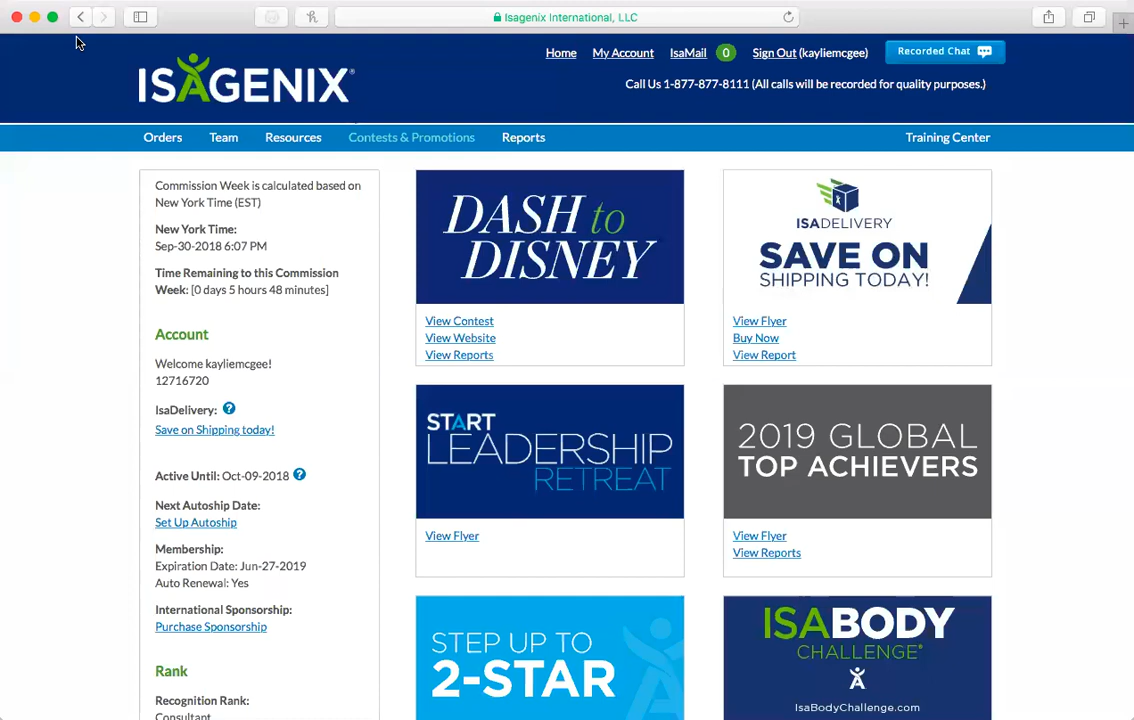 Isagenix International, LLC
Home My Account IsaMail 0 Sign Out (kayliemcgee) Recorded Chat
ISAGENIX®
Call Us 1-877-877-8111 (All calls will be recorded for quality purposes.)
Orders Team Resources Contests & Promotions Reports Training Center
Commission Week is calculated based on
New York Time (EST)
New York Time:
Sep-30-2018 6:07 PM
Time Remaining to this Commission
Week: [0 days 5 hours 48 minutes]
Account
Welcome kayliemcgee!
12716720
IsaDelivery: ?
Save on Shipping today!
Active Until: Oct-09-2018 ?
Next Autoship Date:
Set Up Autoship
Membership:
Expiration Date: Jun-27-2019
Auto Renewal: Yes
International Sponsorship:
Purchase Sponsorship
Rank
Recognition Rank:
Consultant
DASH to
DISNEY
View Contest
View Website
View Reports
ISADELIVERY
SAVE ON
SHIPPING TODAY!
View Flyer
Buy Now
View Report
START
LEADERSHIP
RETREAT
View Flyer
2019 GLOBAL
TOP ACHIEVERS
View Flyer
View Reports
STEP UP TO
2-STAR
ISABODY
CHALLENGE®
IsaBodyChallenge.com